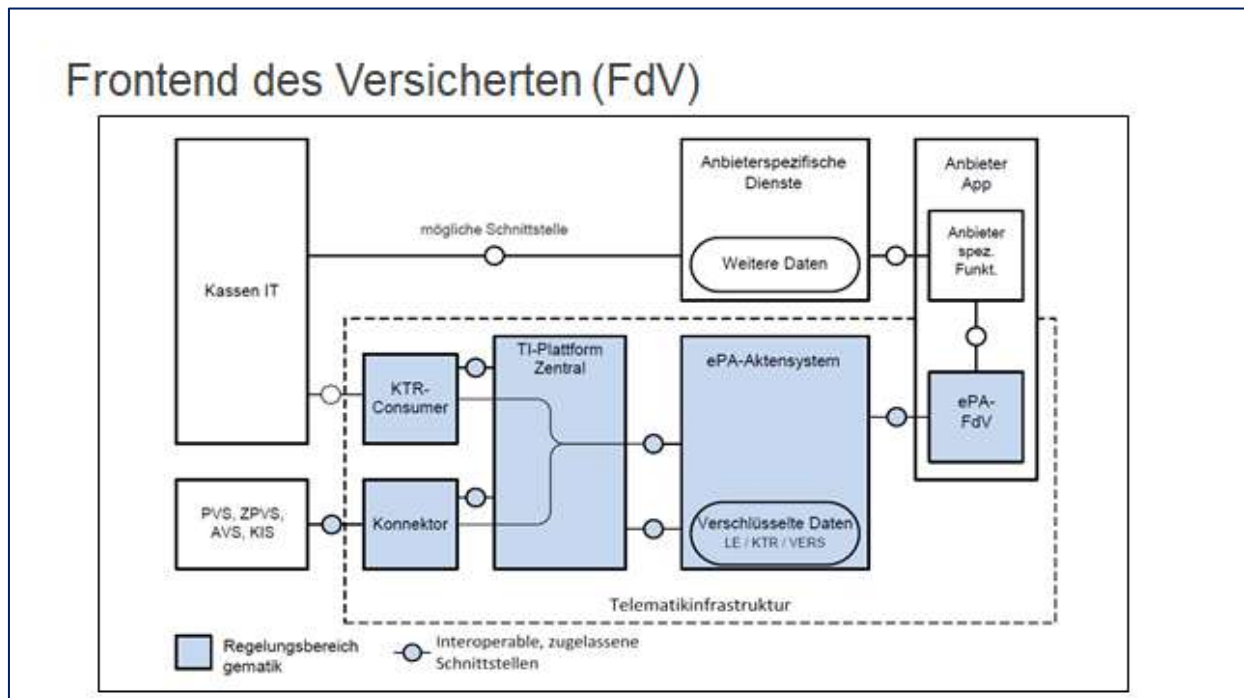 Frontend des Versicherten (FdV)
Kassen IT
mögliche Schnittstelle
Anbieterspezifische
Dienste
Weitere Daten
Anbieter
App
Anbieter
spez.
Funkt.
KTR-
Consumer
TI-Plattform
Zentral
ePA-Aktensystem
ePA-
FdV
PVS, ZPVS,
AVS, KIS
Konnektor
Verschlüsselte Daten
LE / KTR / VERS
Telematikinfrastruktur
Regelungsbereich
gematik
Interoperable, zugelassene
Schnittstellen